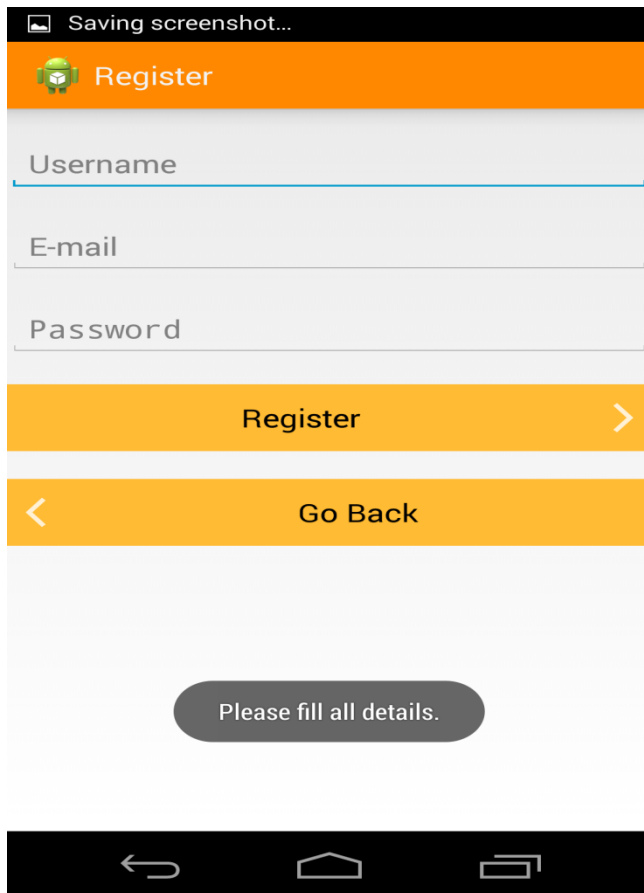 Saving screenshot...
Register
Username
E-mail
Password
Register
Go Back
Please fill all details.